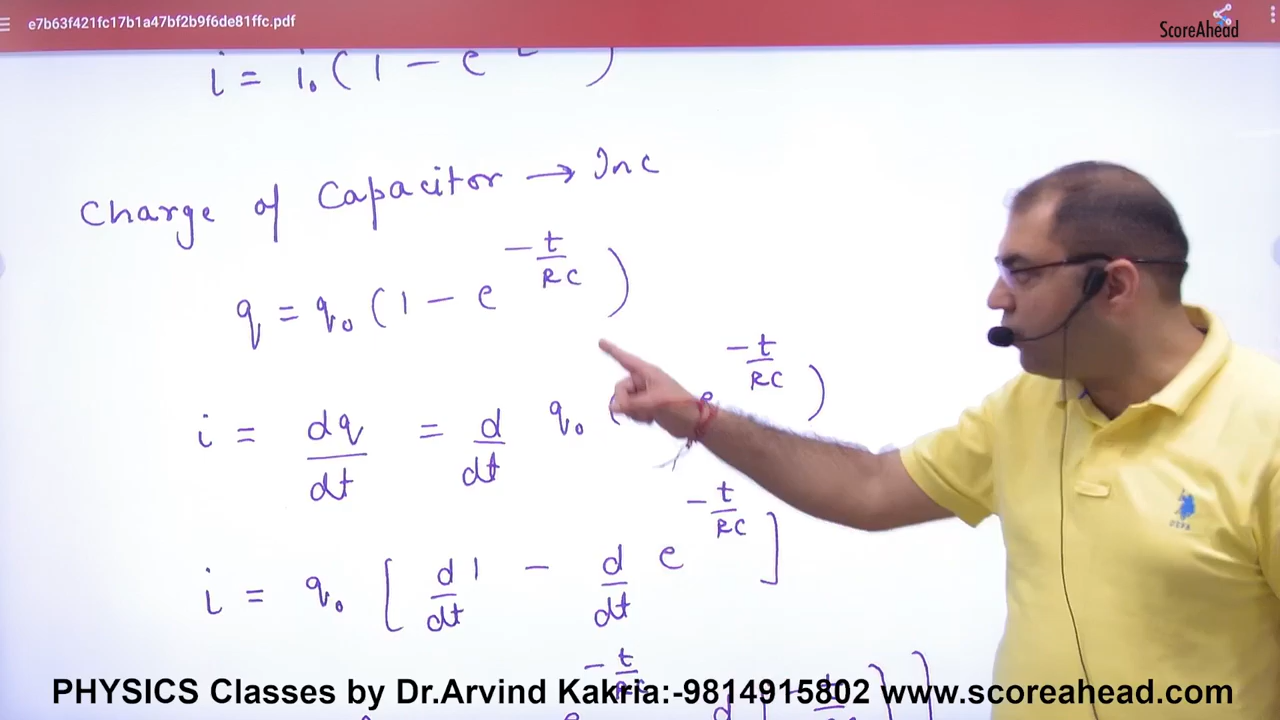 e7b63f421fc17b1a47bf2b9f6de81ffc.pdf
ScoreAhead
i = i₀ ( 1 − e )
Charge of Capacitor → Inc
q = q₀ ( 1 − e^(−t/RC) )
i = dq/dt = d/dt q₀ ( e^(−t/RC) )
i = q₀ [ d/dt 1 − d/dt e^(−t/RC) ]
−t/RC
PHYSICS Classes by Dr.Arvind Kakria:-9814915802 www.scoreahead.com